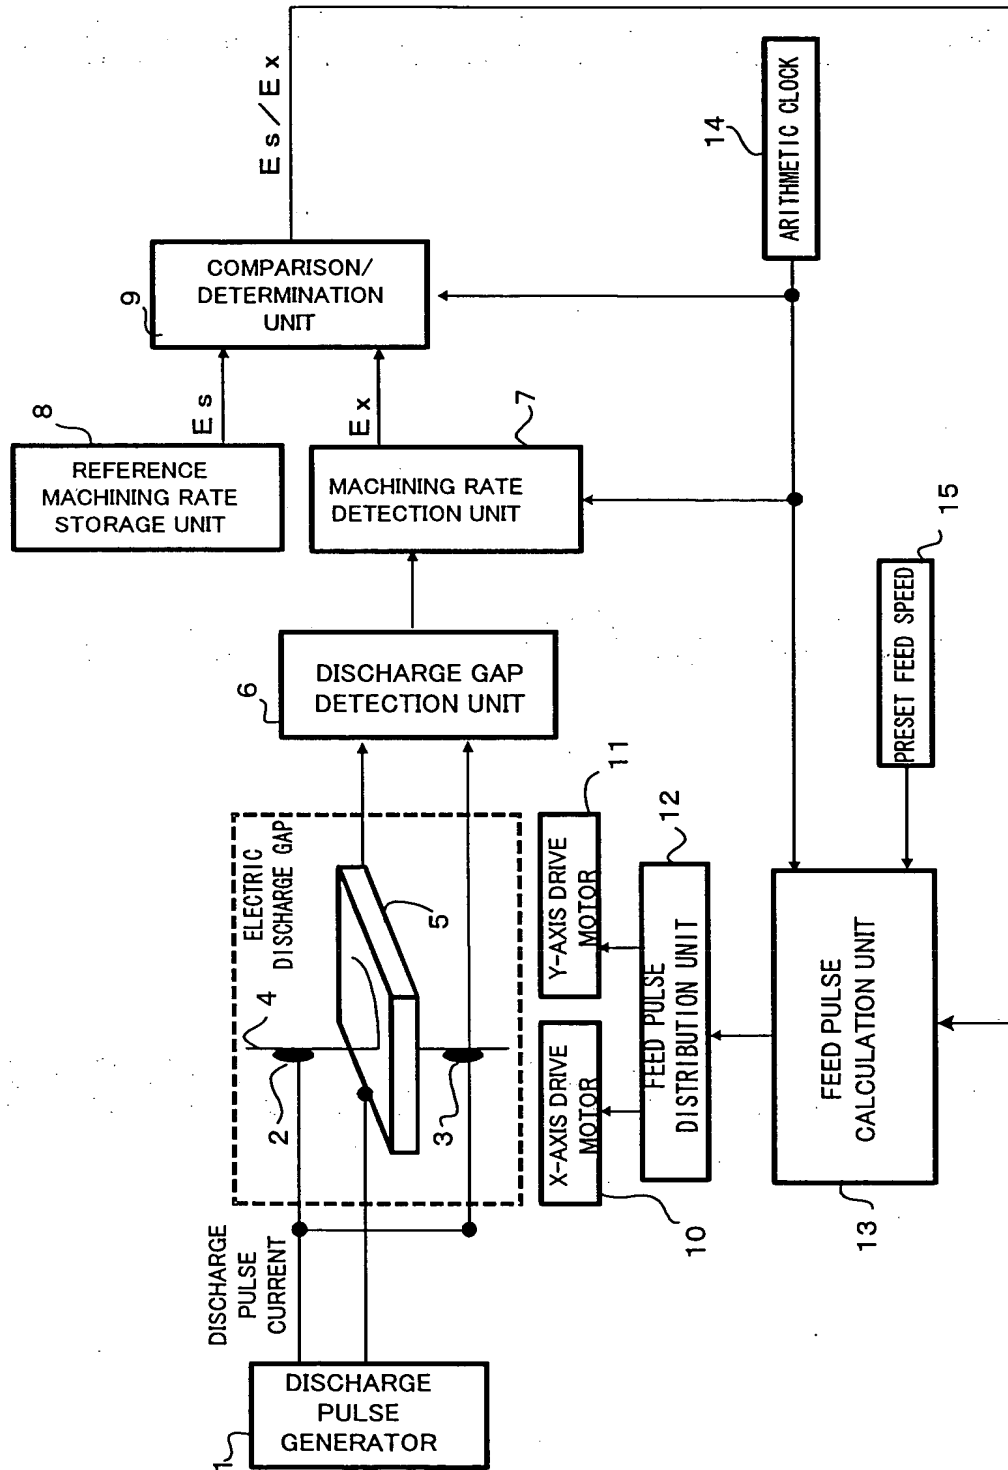 1
DISCHARGE
PULSE
GENERATOR
DISCHARGE
PULSE
CURRENT
ELECTRIC
DISCHARGE GAP
4
2
5
3
6
DISCHARGE GAP
DETECTION UNIT
8
REFERENCE
MACHINING RATE
STORAGE UNIT
Es
7
MACHINING RATE
DETECTION UNIT
Ex
9
COMPARISON/
DETERMINATION
UNIT
Es/Ex
10
X-AXIS DRIVE
MOTOR
11
Y-AXIS DRIVE
MOTOR
12
FEED PULSE
DISTRIBUTION UNIT
13
FEED PULSE
CALCULATION UNIT
15
PRESET FEED SPEED
14
ARITHMETIC CLOCK